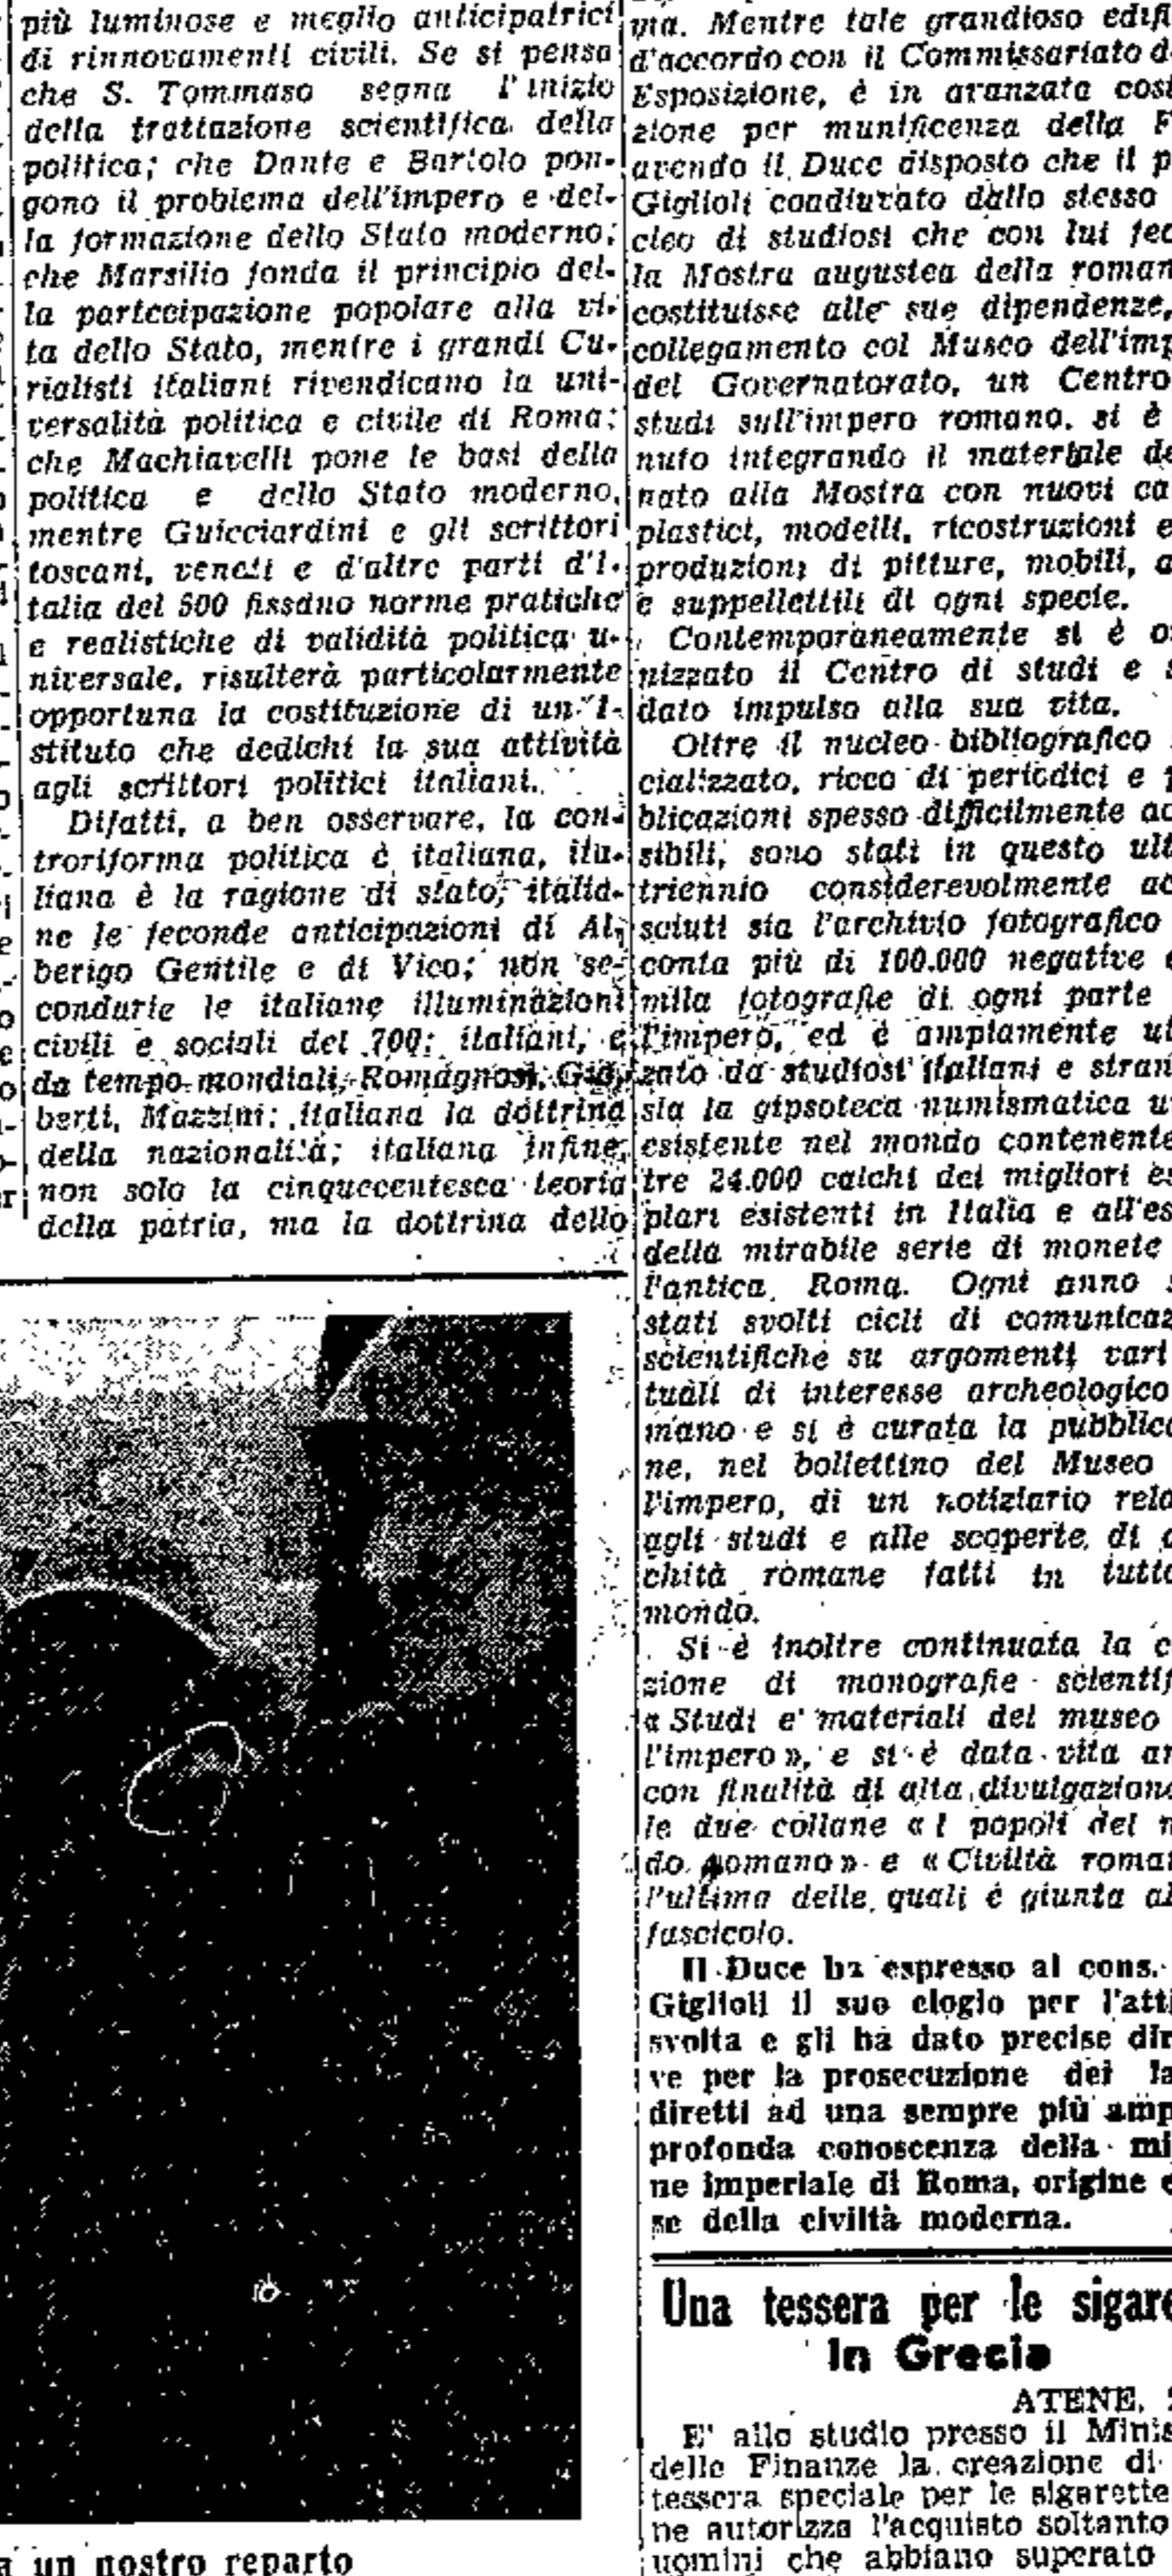 più luminose e meglio anticipatrici
di rinnovamenti civili. Se si pensa
che S. Tommaso segna l'inizio
della trattazione scientifica della
politica; che Dante e Bartolo pon-
gono il problema dell'impero e del-
la formazione dello Stato moderno;
che Marsilio fonda il principio del-
la partecipazione popolare alla vi-
ta dello Stato, mentre i grandi Cu-
rialisti italiani rivendicano la uni-
versalità politica e civile di Roma;
che Machiavelli pone le basi della
politica e dello Stato moderno,
mentre Guicciardini e gli scrittori
toscani, veneti e d'altre parti d'I-
talia del 500 fissano norme pratiche
e realistiche di validità politica u-
niversale, risulterà particolarmente
opportuna la costituzione di un I-
stituto che dedichi la sua attività
agli scrittori politici italiani.
Difatti, a ben osservare, la con-
troriforma politica è italiana, ita-
liana è la ragione di stato, italia-
ne le feconde anticipazioni di Al-
berigo Gentile e di Vico; non se-
condarie le italiane illuminazioni
civili e sociali del 700; italiani, e
da tempo mondiali, Romagnosi, Gio-
berti, Mazzini; italiana la dottrina
della nazionalità; italiana infine,
non solo la cinquecentesca teoria
della patria, ma la dottrina dello
a un nostro reparto
ma. Mentre tale grandioso edifi
d'accordo con il Commissariato d
Esposizione, è in avanzata cost
zione per munificenza della F
avendo il Duce disposto che il p
Giglioli coadiuvato dallo stesso
cleo di studiosi che con lui fec
la Mostra augustea della roman
costituisse alle sue dipendenze,
collegamento col Museo dell'imp
del Governatorato, un Centro
studi sull'impero romano, si è
nuto integrando il materiale de
nato alla Mostra con nuovi cal
plastici, modelli, ricostruzioni e
produzioni di pitture, mobili, a
e suppellettili di ogni specie.
Contemporaneamente si è o
nizzato il Centro di studi e s
dato impulso alla sua vita.
Oltre il nucleo bibliografico
cializzato, ricco di periodici e p
blicazioni spesso difficilmente ac
sibili, sono stati in questo ult
triennio considerevolmente ac
sciuti sia l'archivio fotografico
conta più di 100.000 negative e
mila fotografie di ogni parte
l'impero, ed è ampiamente ut
zato da studiosi italiani e stran
sia la gipsoteca numismatica u
esistente nel mondo contenente
tre 24.000 calchi dei migliori es
plari esistenti in Italia e all'es
della mirabile serie di monete
l'antica Roma. Ogni anno s
stati svolti cicli di comunicaz
scientifiche su argomenti vari
tuali di interesse archeologico
mano e si è curata la pubblica
ne, nel bollettino del Museo
l'impero, di un notiziario rela
agli studi e alle scoperte di a
chità romane fatti in tutto
mondo.
Si è inoltre continuata la c
zione di monografie scientif
« Studi e materiali del museo
l'impero », e si è data vita an
con finalità di alta divulgazione
le due collane « I popoli del m
do romano » e « Civiltà roma
l'ultima delle quali è giunta al
fascicolo.
Il Duce ha espresso al cons.
Giglioli il suo elogio per l'atti
svolta e gli ha dato precise dir
ve per la prosecuzione dei la
diretti ad una sempre più amp
profonda conoscenza della mi
ne imperiale di Roma, origine e
se della civiltà moderna.
Una tessera per le sigare
in Grecia
ATENE, 2
E' allo studio presso il Minis
delle Finanze la creazione di
tessera speciale per le sigarette
ne autorizza l'acquisto soltanto
uomini che abbiano superato